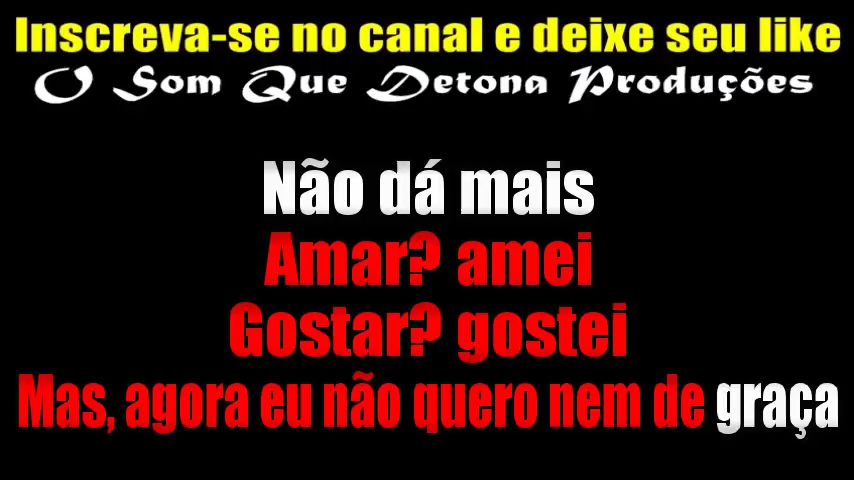 Inscreva-se no canal e deixe seu like
O Som Que Detona Produções
Não dá mais
Amar? amei
Gostar? gostei
Mas, agora eu não quero nem de graça